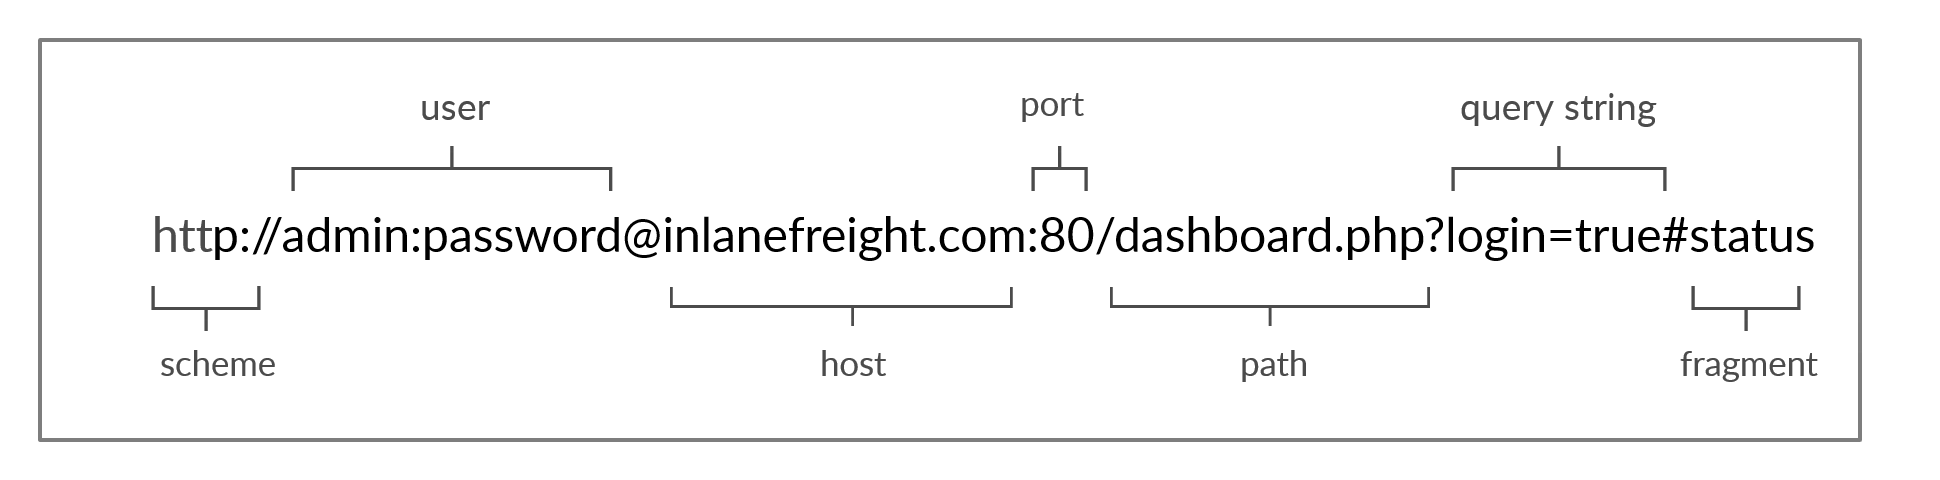 user port query string
http://admin:password@inlanefreight.com:80/dashboard.php?login=true#status
scheme host path fragment